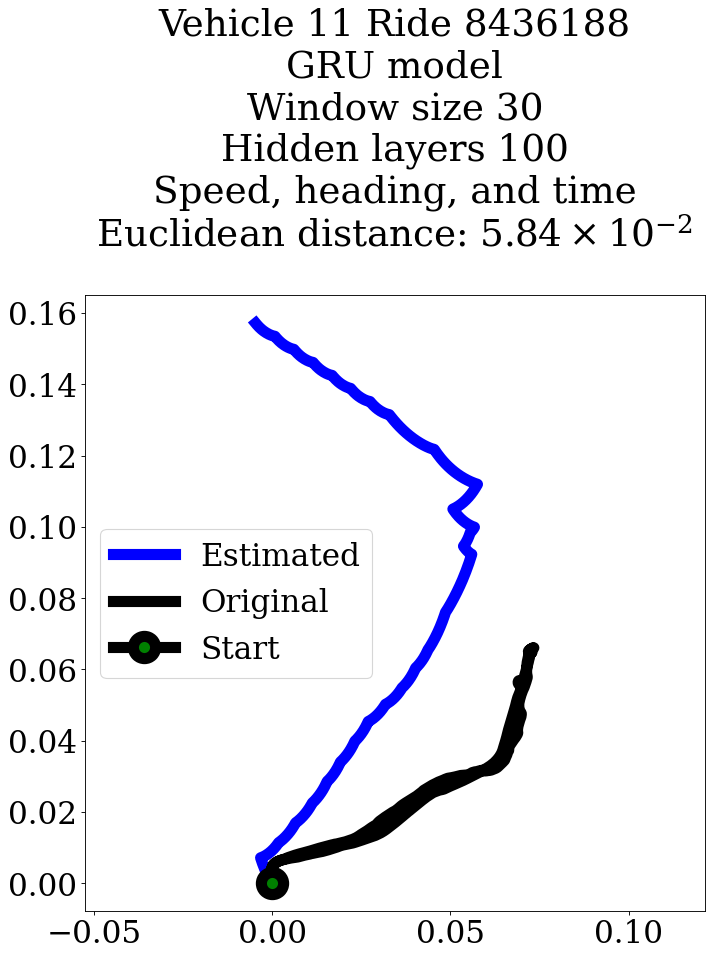 Vehicle 11 Ride 8436188
GRU model
Window size 30
Hidden layers 100
Speed, heading, and time
Euclidean distance: 5.84 × 10⁻²
0.16
0.14
0.12
0.10
0.08
0.06
0.04
0.02
0.00
Estimated
Original
Start
−0.05 0.00 0.05 0.10